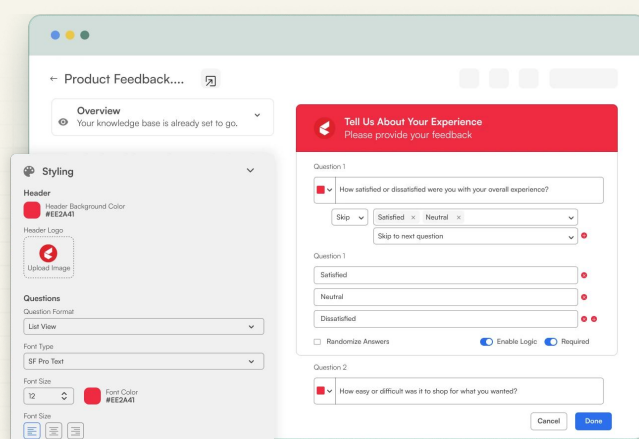 ← Product Feedback....
Overview
Your knowledge base is already set to go.
Styling
Header
Header Background Color
#EE2A41
Header Logo
Upload Image
Questions
Question Format
List View
Font Type
SF Pro Text
Font Size
12
Font Color
#EE2A41
Font Size
Tell Us About Your Experience
Please provide your feedback
Question 1
How satisfied or dissatisfied were you with your overall experience?
Skip
Satisfied × Neutral ×
Skip to next question
Question 1
Satisfied
Neutral
Dissatisfied
Randomize Answers
Enable Logic
Required
Question 2
How easy or difficult was it to shop for what you wanted?
Cancel
Done